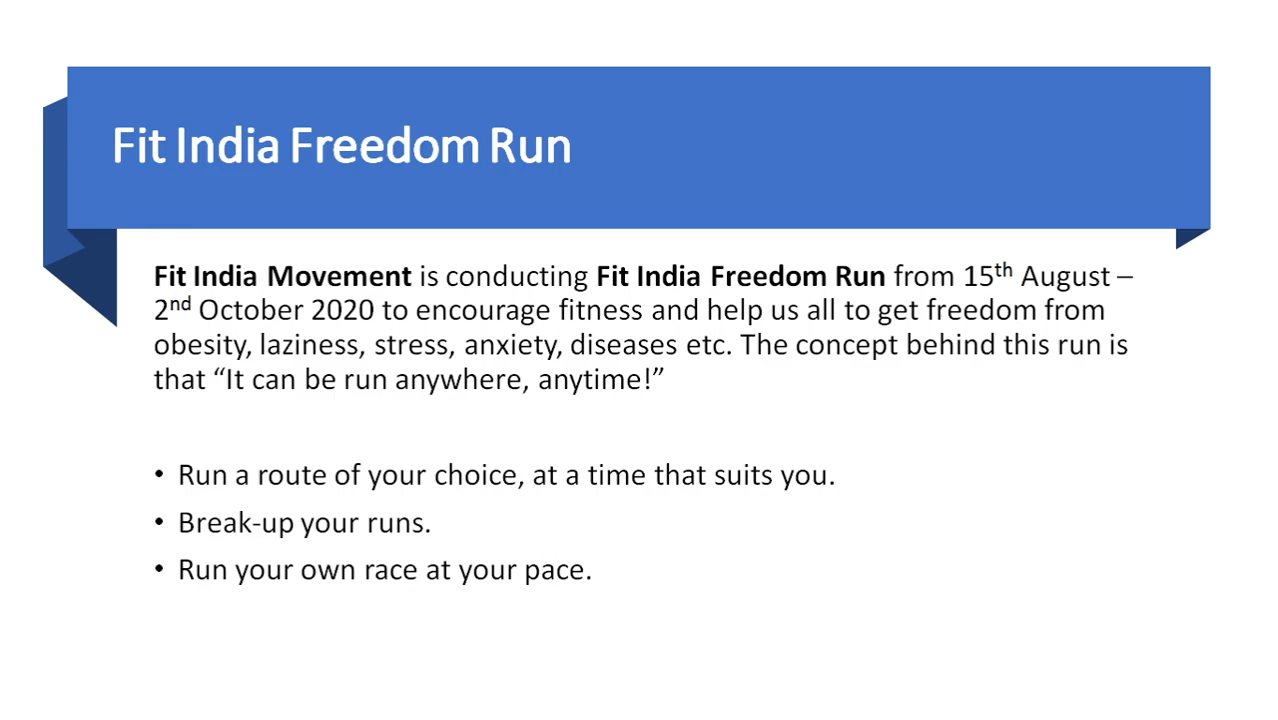 Fit India Freedom Run
Fit India Movement is conducting Fit India Freedom Run from 15th August –
2nd October 2020 to encourage fitness and help us all to get freedom from
obesity, laziness, stress, anxiety, diseases etc. The concept behind this run is
that “It can be run anywhere, anytime!”
• Run a route of your choice, at a time that suits you.
• Break-up your runs.
• Run your own race at your pace.